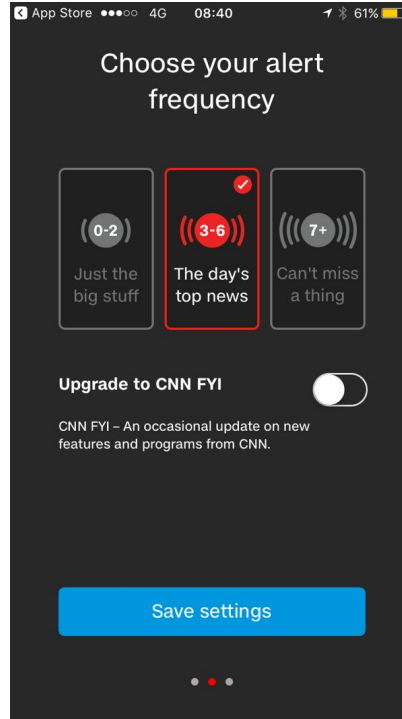 App Store 4G 08:40 61%
Choose your alert
frequency
0-2
Just the
big stuff
3-6
The day's
top news
7+
Can't miss
a thing
Upgrade to CNN FYI
CNN FYI – An occasional update on new
features and programs from CNN.
Save settings